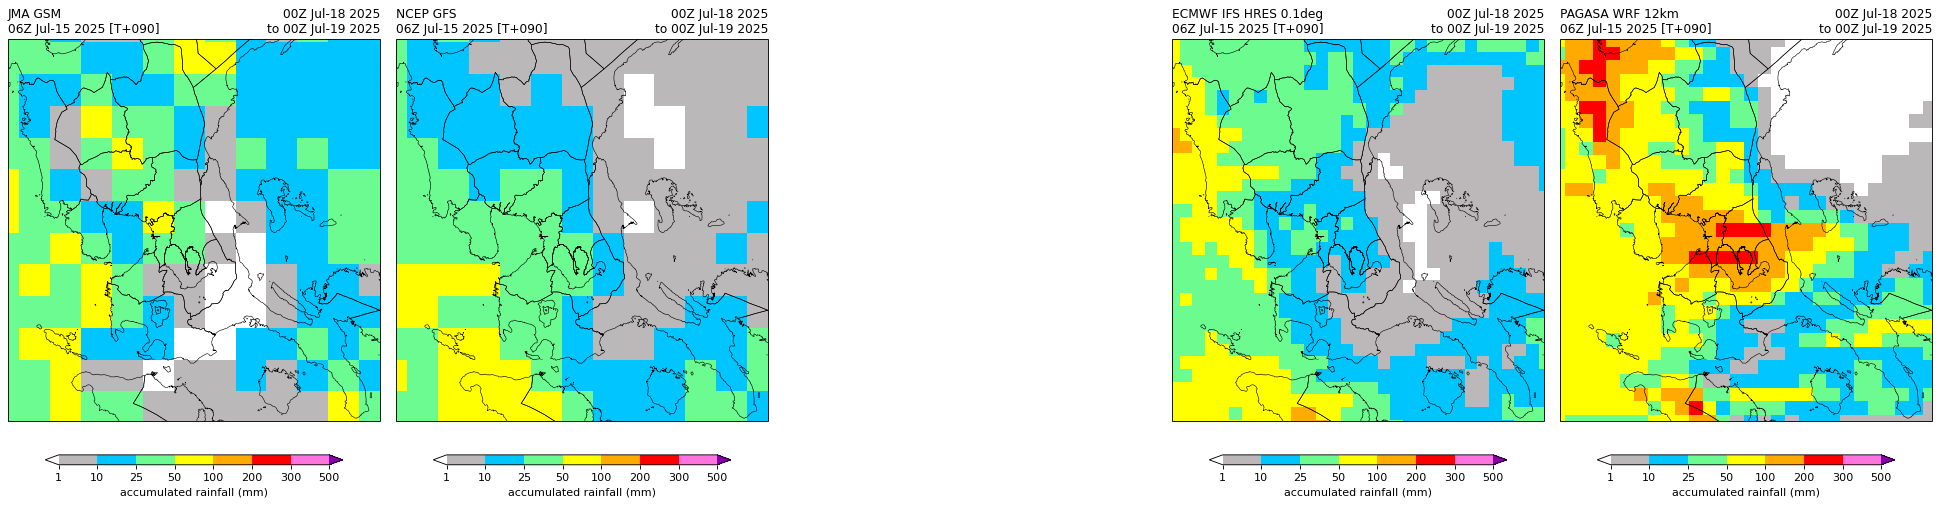 JMA GSM 00Z Jul-18 2025
06Z Jul-15 2025 [T+090] to 00Z Jul-19 2025
1 10 25 50 100 200 300 500
accumulated rainfall (mm)
NCEP GFS 00Z Jul-18 2025
06Z Jul-15 2025 [T+090] to 00Z Jul-19 2025
1 10 25 50 100 200 300 500
accumulated rainfall (mm)
ECMWF IFS HRES 0.1deg 00Z Jul-18 2025
06Z Jul-15 2025 [T+090] to 00Z Jul-19 2025
1 10 25 50 100 200 300 500
accumulated rainfall (mm)
PAGASA WRF 12km 00Z Jul-18 2025
06Z Jul-15 2025 [T+090] to 00Z Jul-19 2025
1 10 25 50 100 200 300 500
accumulated rainfall (mm)